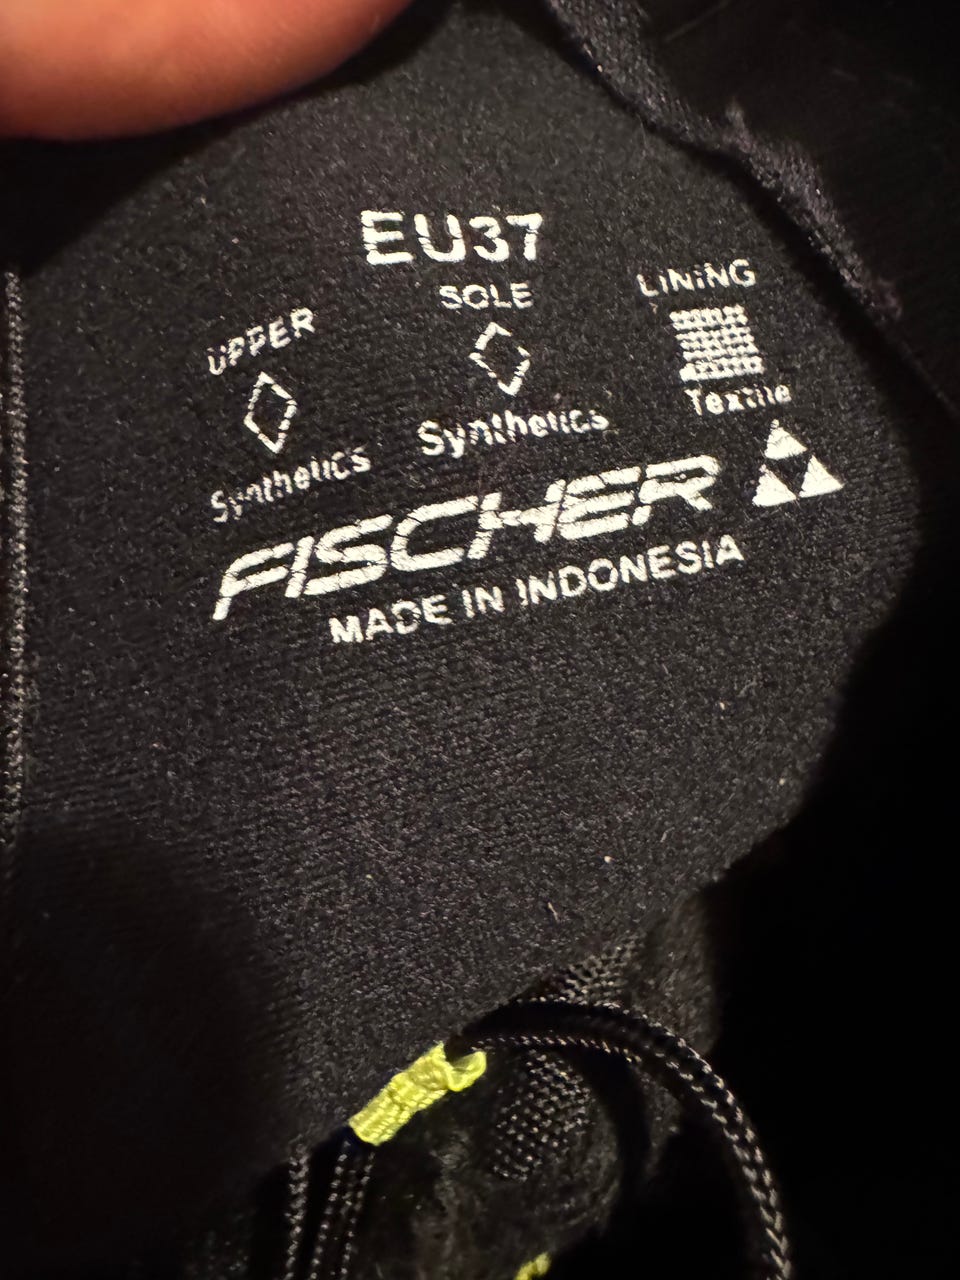 EU37
UPPER
SOLE
LINING
Synthetics
Synthetics
Textile
FISCHER
MADE IN INDONESIA